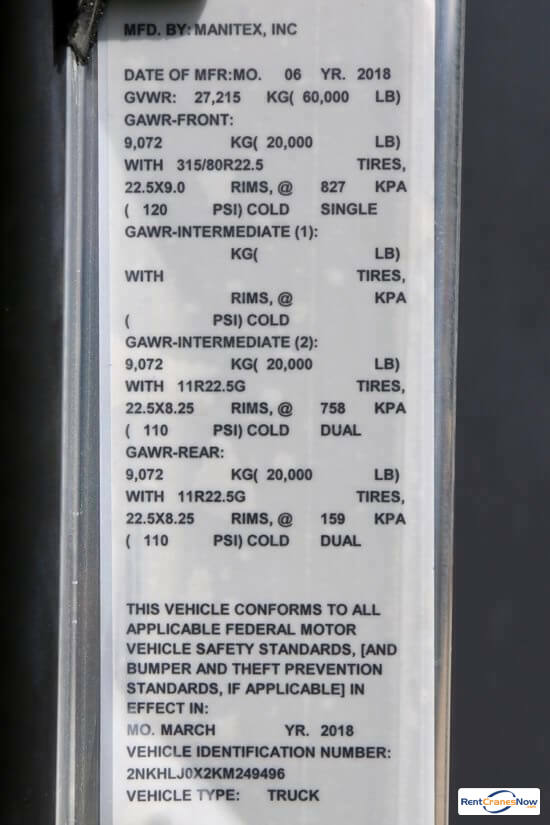 MFD. BY: MANITEX, INC
DATE OF MFR:MO. 06 YR. 2018
GVWR: 27,215 KG( 60,000 LB)
GAWR-FRONT:
9,072 KG( 20,000 LB)
WITH 315/80R22.5 TIRES,
22.5X9.0 RIMS, @ 827 KPA
( 120 PSI) COLD SINGLE
GAWR-INTERMEDIATE (1):
KG( LB)
WITH TIRES,
RIMS, @ KPA
( PSI) COLD
GAWR-INTERMEDIATE (2):
9,072 KG( 20,000 LB)
WITH 11R22.5G TIRES,
22.5X8.25 RIMS, @ 758 KPA
( 110 PSI) COLD DUAL
GAWR-REAR:
9,072 KG( 20,000 LB)
WITH 11R22.5G TIRES,
22.5X8.25 RIMS, @ 159 KPA
( 110 PSI) COLD DUAL
THIS VEHICLE CONFORMS TO ALL
APPLICABLE FEDERAL MOTOR
VEHICLE SAFETY STANDARDS, [AND
BUMPER AND THEFT PREVENTION
STANDARDS, IF APPLICABLE] IN
EFFECT IN:
MO. MARCH YR. 2018
VEHICLE IDENTIFICATION NUMBER:
2NKHLJ0X2KM249496
VEHICLE TYPE: TRUCK
RentCranesNow.com